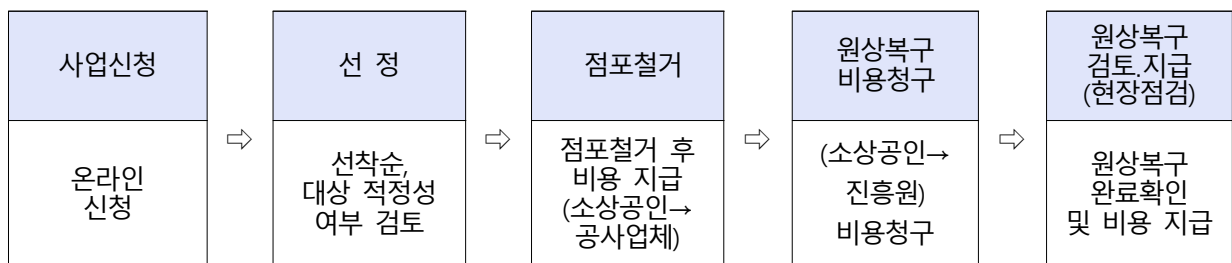 사업신청
온라인
신청
⇨
선 정
선착순,
대상 적정성
여부 검토
⇨
점포철거
점포철거 후
비용 지급
(소상공인→
공사업체)
⇨
원상복구
비용청구
(소상공인→
진흥원)
비용청구
⇨
원상복구
검토.지급
(현장점검)
원상복구
완료확인
및 비용 지급